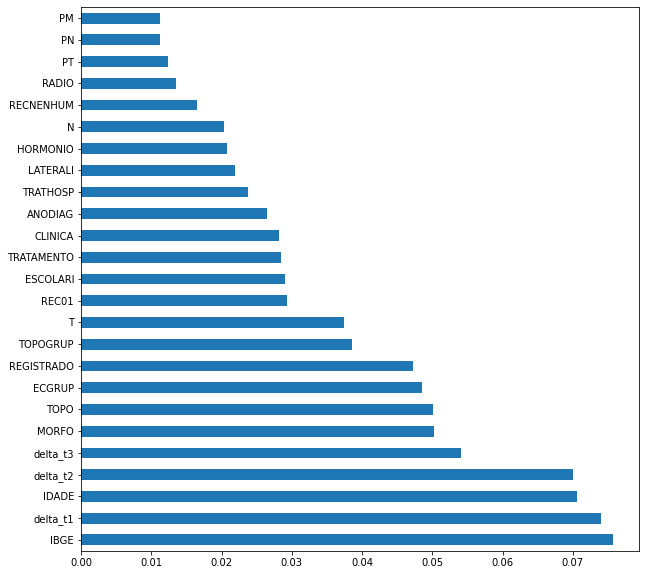 PM
PN
PT
RADIO
RECNENHUM
N
HORMONIO
LATERALI
TRATHOSP
ANODIAG
CLINICA
TRATAMENTO
ESCOLARI
REC01
T
TOPOGRUP
REGISTRADO
ECGRUP
TOPO
MORFO
delta_t3
delta_t2
IDADE
delta_t1
IBGE
0.00 0.01 0.02 0.03 0.04 0.05 0.06 0.07